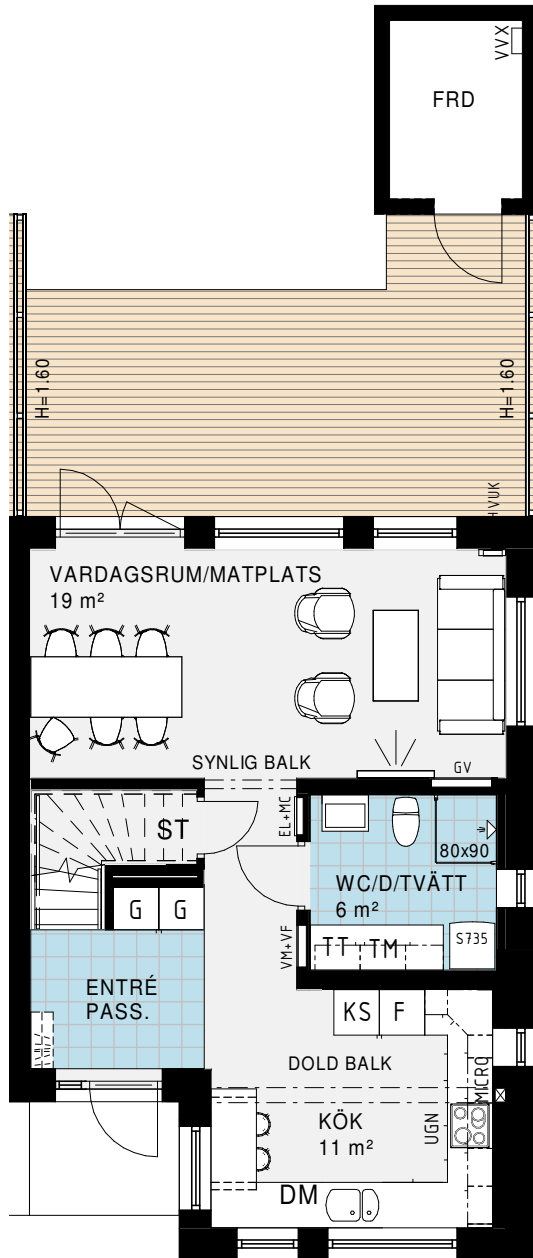 VVX
FRD
H=1.60
H=1.60
VARDAGSRUM/MATPLATS
19 m²
SYNLIG BALK
GV
EL+MC
ST
80x90
WC/D/TVÄTT
6 m²
G G
VM+VF
TT TM
S735
ENTRÉ
PASS.
KS F
DOLD BALK
MICRO
KÖK
11 m²
UGN
DM